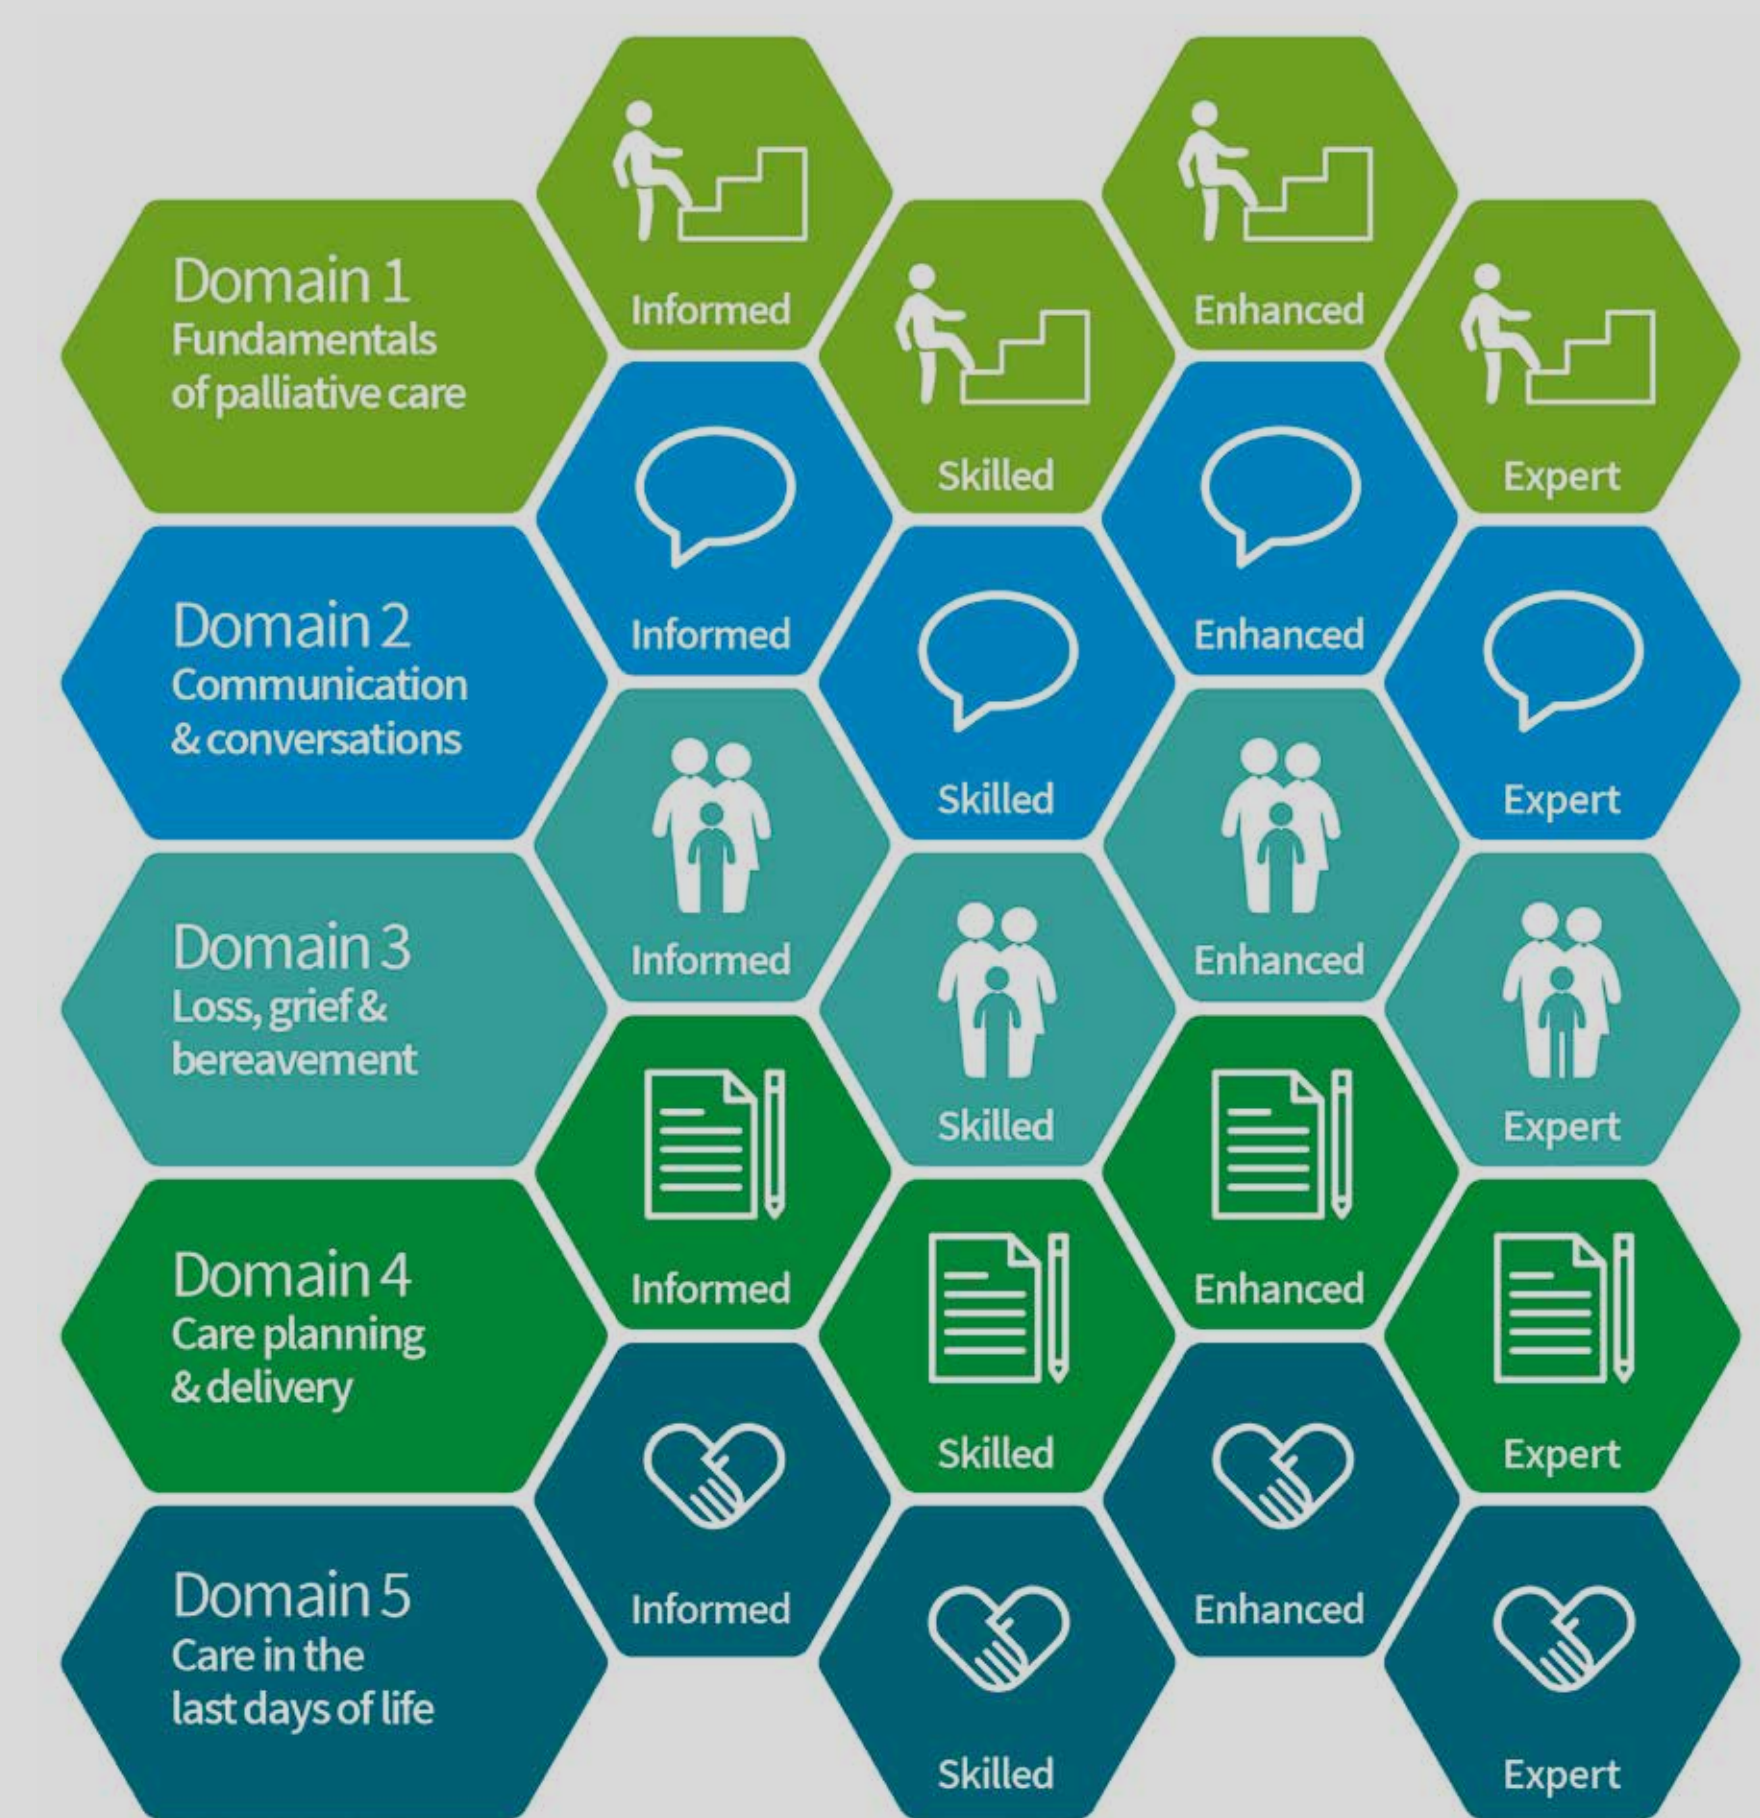 Domain 1
Fundamentals
of palliative care
Informed
Skilled
Enhanced
Expert
Domain 2
Communication
& conversations
Informed
Skilled
Enhanced
Expert
Domain 3
Loss, grief &
bereavement
Informed
Skilled
Enhanced
Expert
Domain 4
Care planning
& delivery
Informed
Skilled
Enhanced
Expert
Domain 5
Care in the
last days of life
Informed
Skilled
Enhanced
Expert